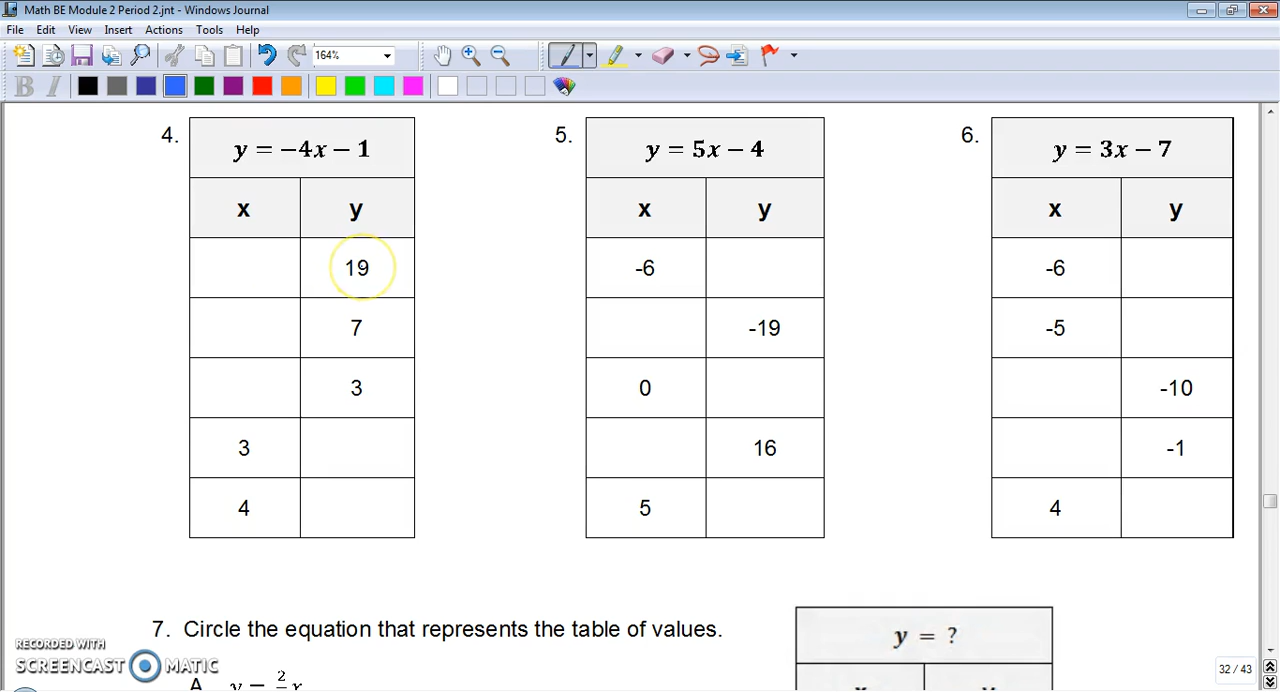 Math BE Module 2 Period 2.jnt - Windows Journal
File Edit View Insert Actions Tools Help
164%
B I
4.
y = −4x − 1
x y
19
7
3
3
4
5.
y = 5x − 4
x y
-6
-19
0
16
5
6.
y = 3x − 7
x y
-6
-5
-10
-1
4
7. Circle the equation that represents the table of values.
y = ?
RECORDED WITH
SCREENCAST MATIC
32 / 43